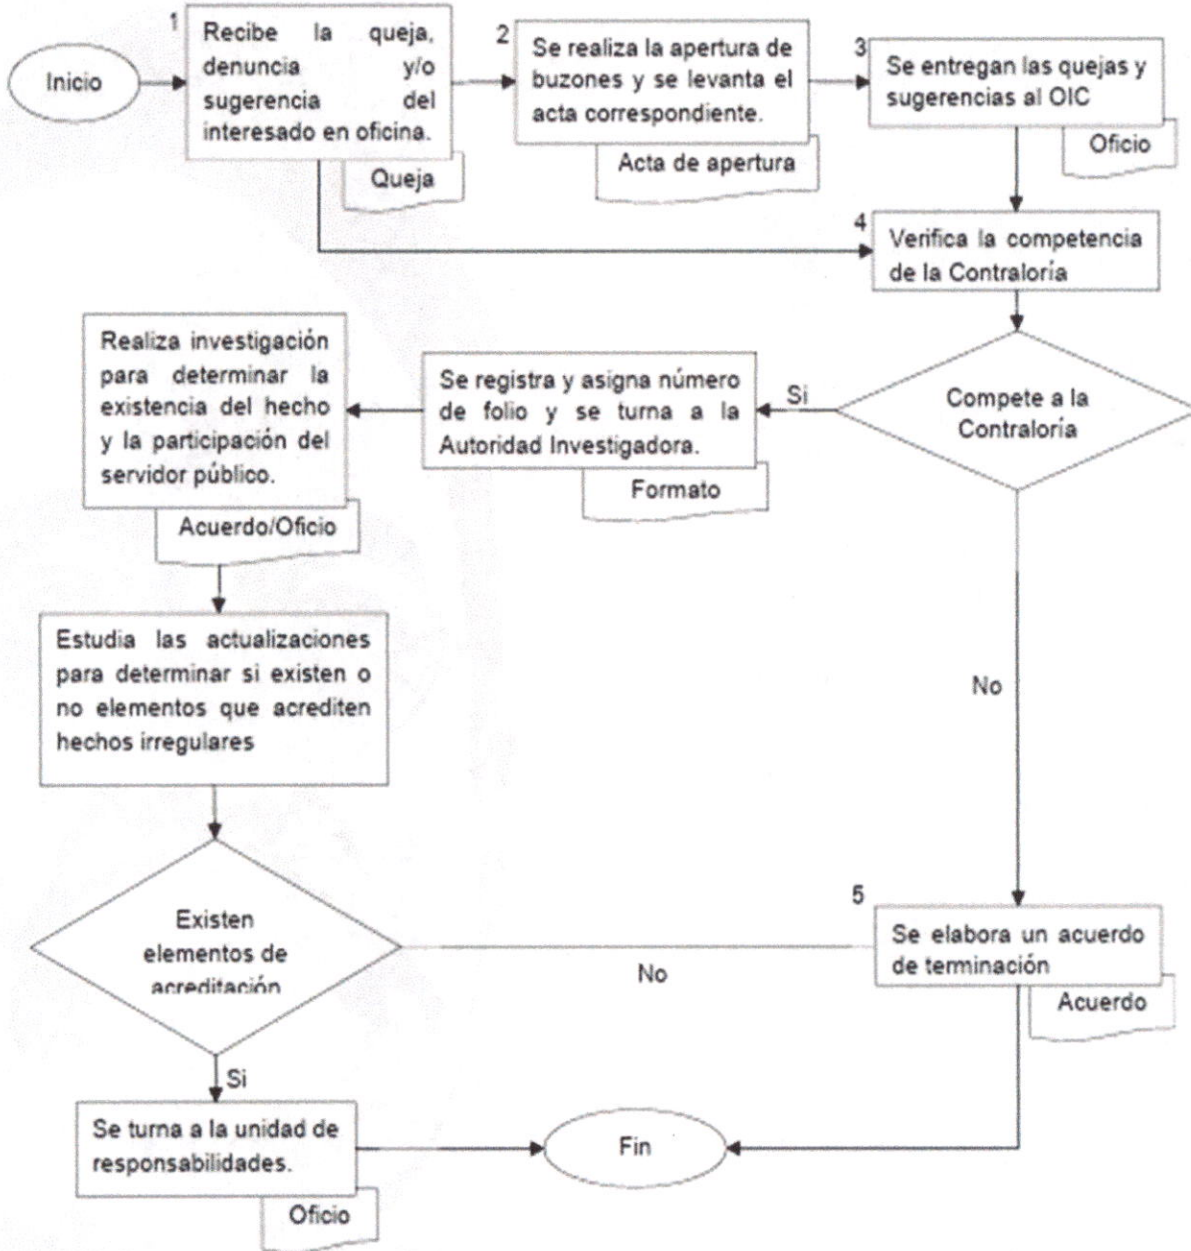 Inicio
1
Recibe la queja,
denuncia y/o
sugerencia del
interesado en oficina.
Queja
2
Se realiza la apertura de
buzones y se levanta el
acta correspondiente.
Acta de apertura
3
Se entregan las quejas y
sugerencias al OIC
Oficio
4
Verifica la competencia
de la Contraloría
Compete a la
Contraloría
Si
Se registra y asigna número
de folio y se turna a la
Autoridad Investigadora.
Formato
Realiza investigación
para determinar la
existencia del hecho
y la participación del
servidor público.
Acuerdo/Oficio
Estudia las actualizaciones
para determinar si existen o
no elementos que acrediten
hechos irregulares
No
Existen
elementos de
acreditación
No
5
Se elabora un acuerdo
de terminación
Acuerdo
Si
Se turna a la unidad de
responsabilidades.
Oficio
Fin